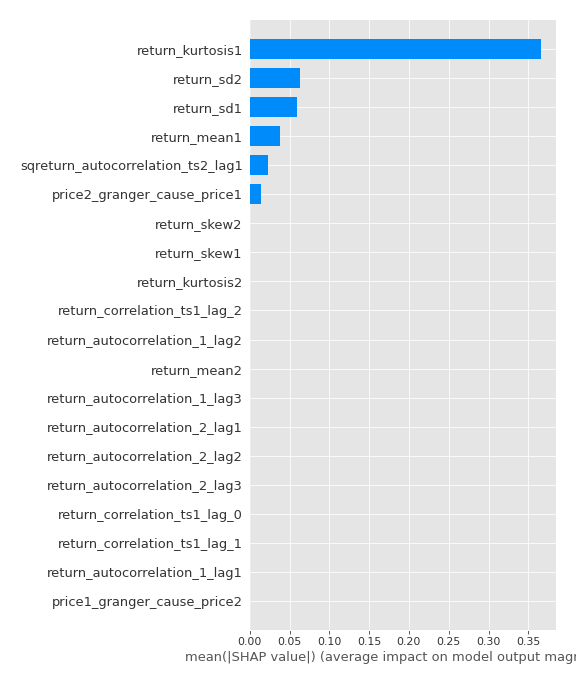 return_kurtosis1
return_sd2
return_sd1
return_mean1
sqreturn_autocorrelation_ts2_lag1
price2_granger_cause_price1
return_skew2
return_skew1
return_kurtosis2
return_correlation_ts1_lag_2
return_autocorrelation_1_lag2
return_mean2
return_autocorrelation_1_lag3
return_autocorrelation_2_lag1
return_autocorrelation_2_lag2
return_autocorrelation_2_lag3
return_correlation_ts1_lag_0
return_correlation_ts1_lag_1
return_autocorrelation_1_lag1
price1_granger_cause_price2
0.00 0.05 0.10 0.15 0.20 0.25 0.30 0.35
mean(|SHAP value|) (average impact on model output magn